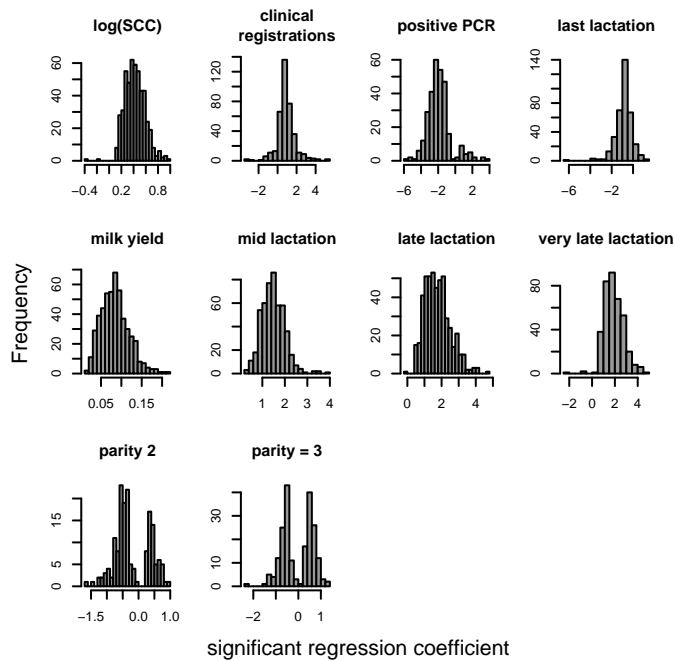 log(SCC)
clinical
registrations
positive PCR
last lactation
0 20 40 60
−0.4 0.2 0.8
0 40 80 120
−2 2 4
0 20 40 60
−6 −2 2
0 40 80 140
−6 −2
milk yield
mid lactation
late lactation
very late lactation
0 20 40 60
0.05 0.15
0 20 60
1 2 3 4
0 20 40
0 2 4
0 40 80
−2 0 2 4
parity 2
parity = 3
0 5 15
−1.5 0.0 1.0
0 10 30
−2 0 1
Frequency
significant regression coefficient